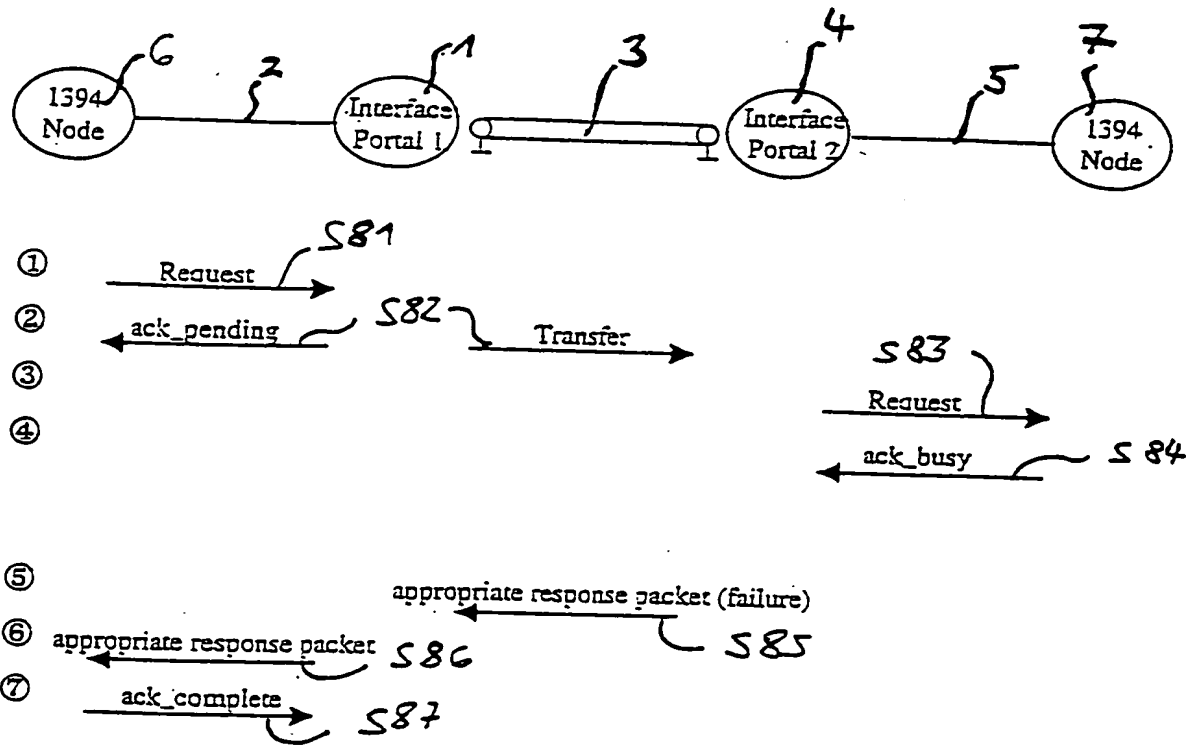 6 2 1 3 4 5 7
1394 Node
Interface Portal 1
Interface Portal 2
1394 Node
① Request S81
② ack_pending S82 Transfer
③ Request S83
④ ack_busy S84
⑤ appropriate response packet (failure) S85
⑥ appropriate response packet S86
⑦ ack_complete S87